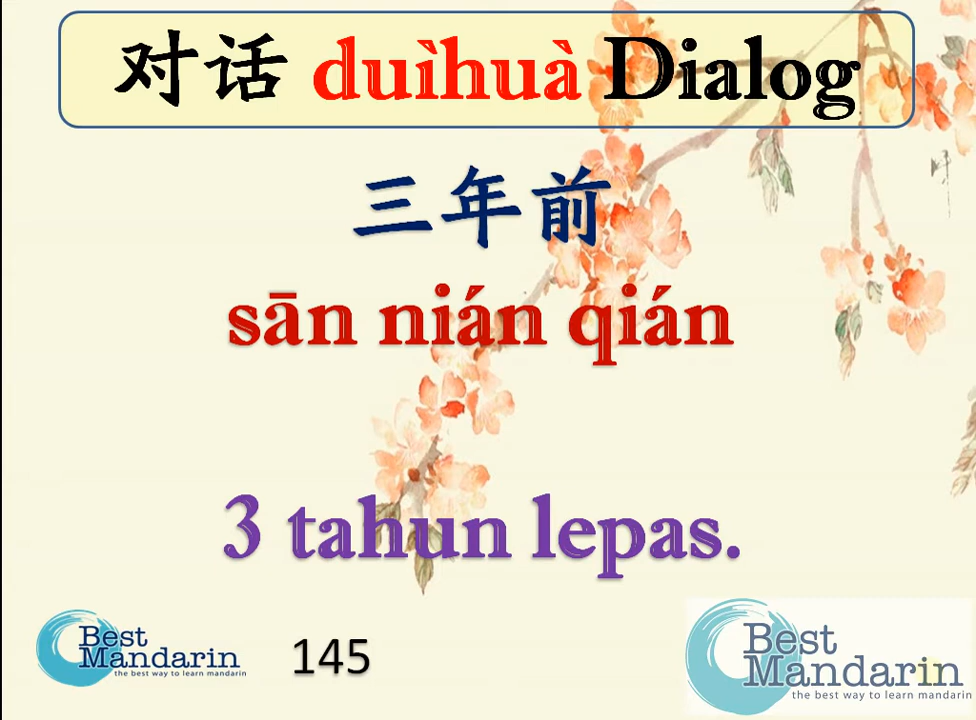 对话 duìhuà Dialog
三年前
sān nián qián
3 tahun lepas.
Best
Mandarin
the best way to learn mandarin
145
Best
Mandarin
the best way to learn mandarin